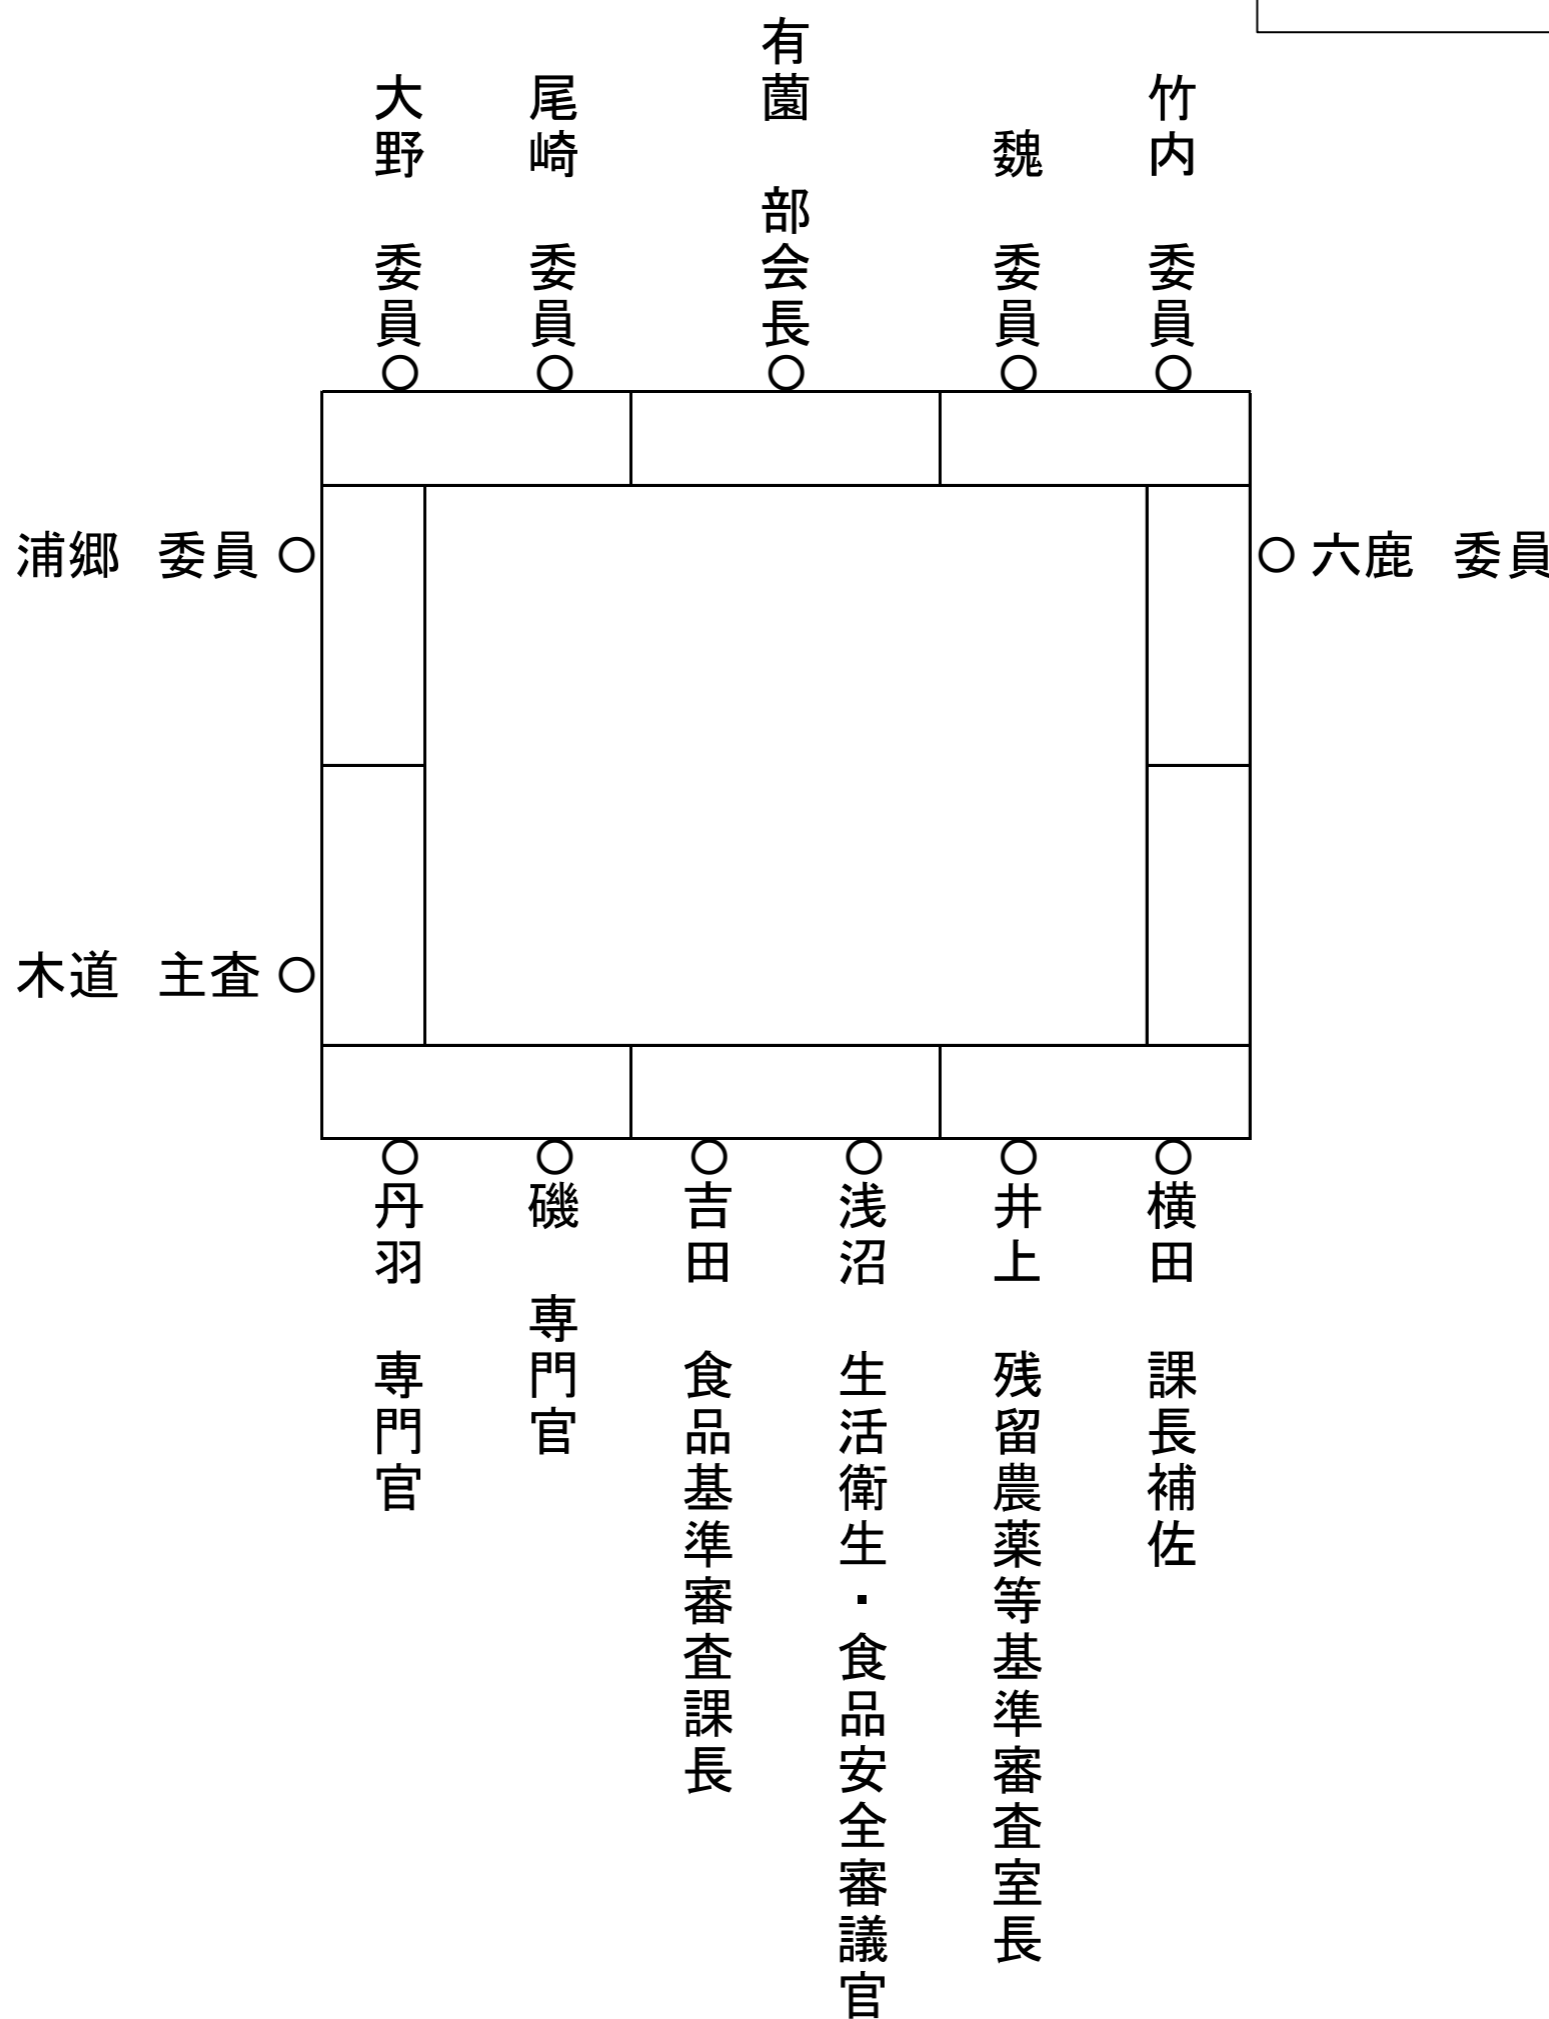 大野 委員○
尾崎 委員○
有薗 部会長○
魏 委員○
竹内 委員○
浦郷 委員○
○六鹿 委員
木道 主査○
○丹羽 専門官
○磯 専門官
○吉田 食品基準審査課長
○浅沼 生活衛生・食品安全審議官
○井上 残留農薬等基準審査室長
○横田 課長補佐